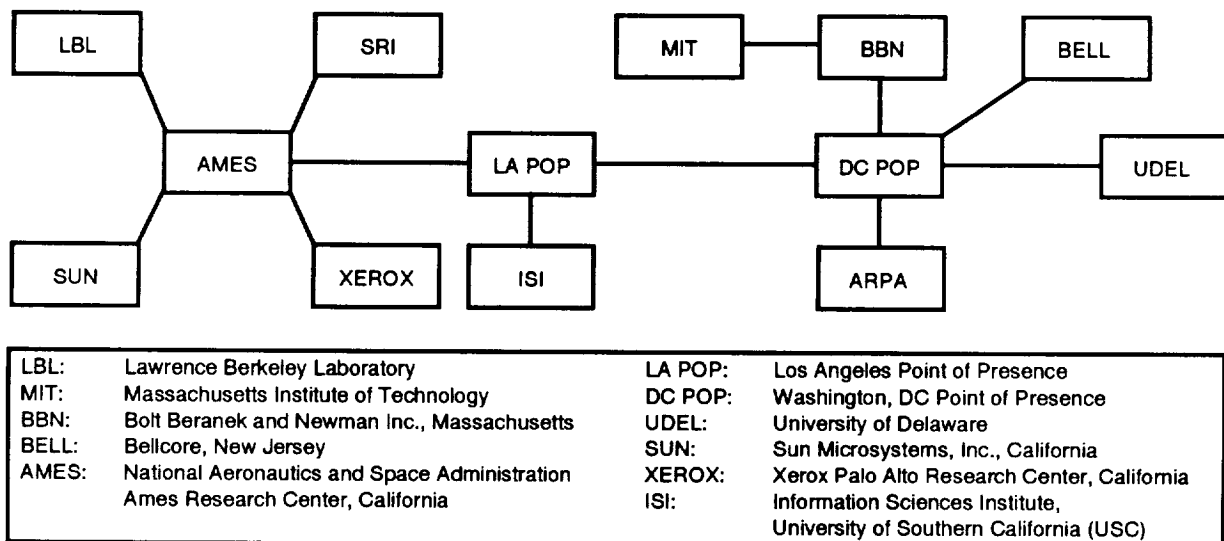 LBL
SRI
MIT
BBN
BELL
AMES
LA POP
DC POP
UDEL
SUN
XEROX
ISI
ARPA
LBL: Lawrence Berkeley Laboratory
MIT: Massachusetts Institute of Technology
BBN: Bolt Beranek and Newman Inc., Massachusetts
BELL: Bellcore, New Jersey
AMES: National Aeronautics and Space Administration
Ames Research Center, California
LA POP: Los Angeles Point of Presence
DC POP: Washington, DC Point of Presence
UDEL: University of Delaware
SUN: Sun Microsystems, Inc., California
XEROX: Xerox Palo Alto Research Center, California
ISI: Information Sciences Institute,
University of Southern California (USC)